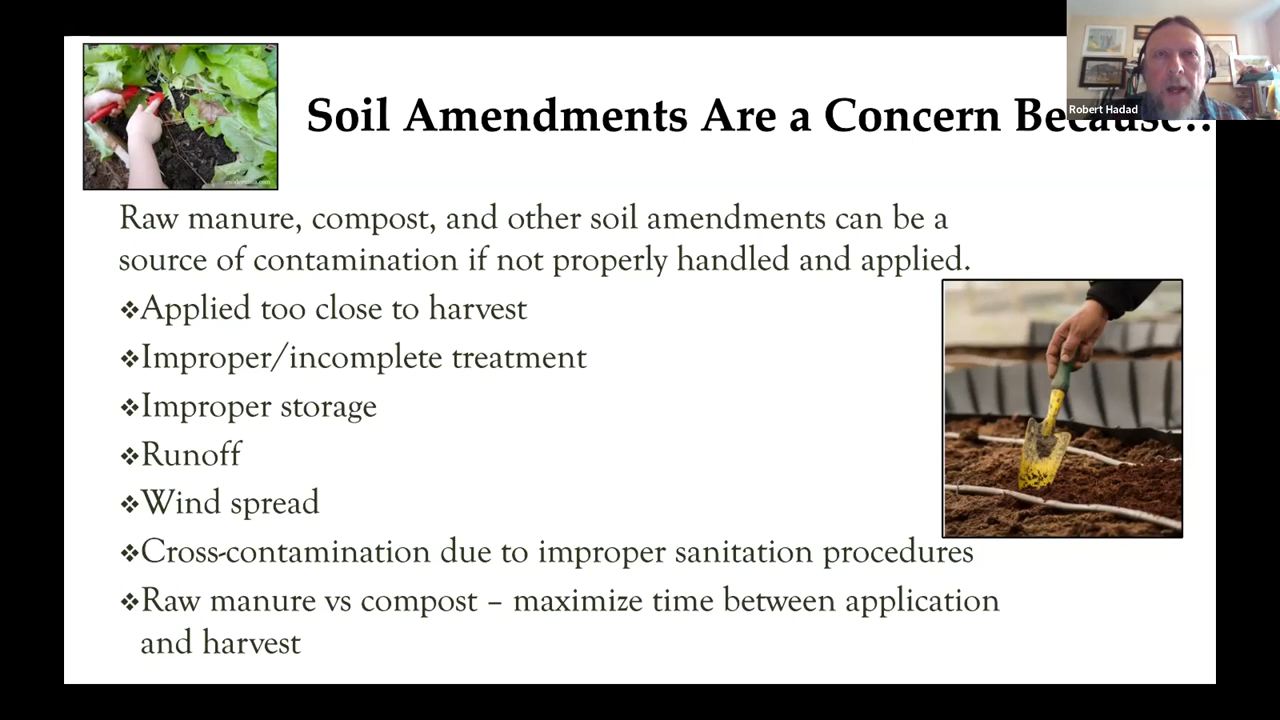 Robert Hadad
Soil Amendments Are a Concern Because..
Raw manure, compost, and other soil amendments can be a
source of contamination if not properly handled and applied.
❖Applied too close to harvest
❖Improper/incomplete treatment
❖Improper storage
❖Runoff
❖Wind spread
❖Cross-contamination due to improper sanitation procedures
❖Raw manure vs compost – maximize time between application
and harvest